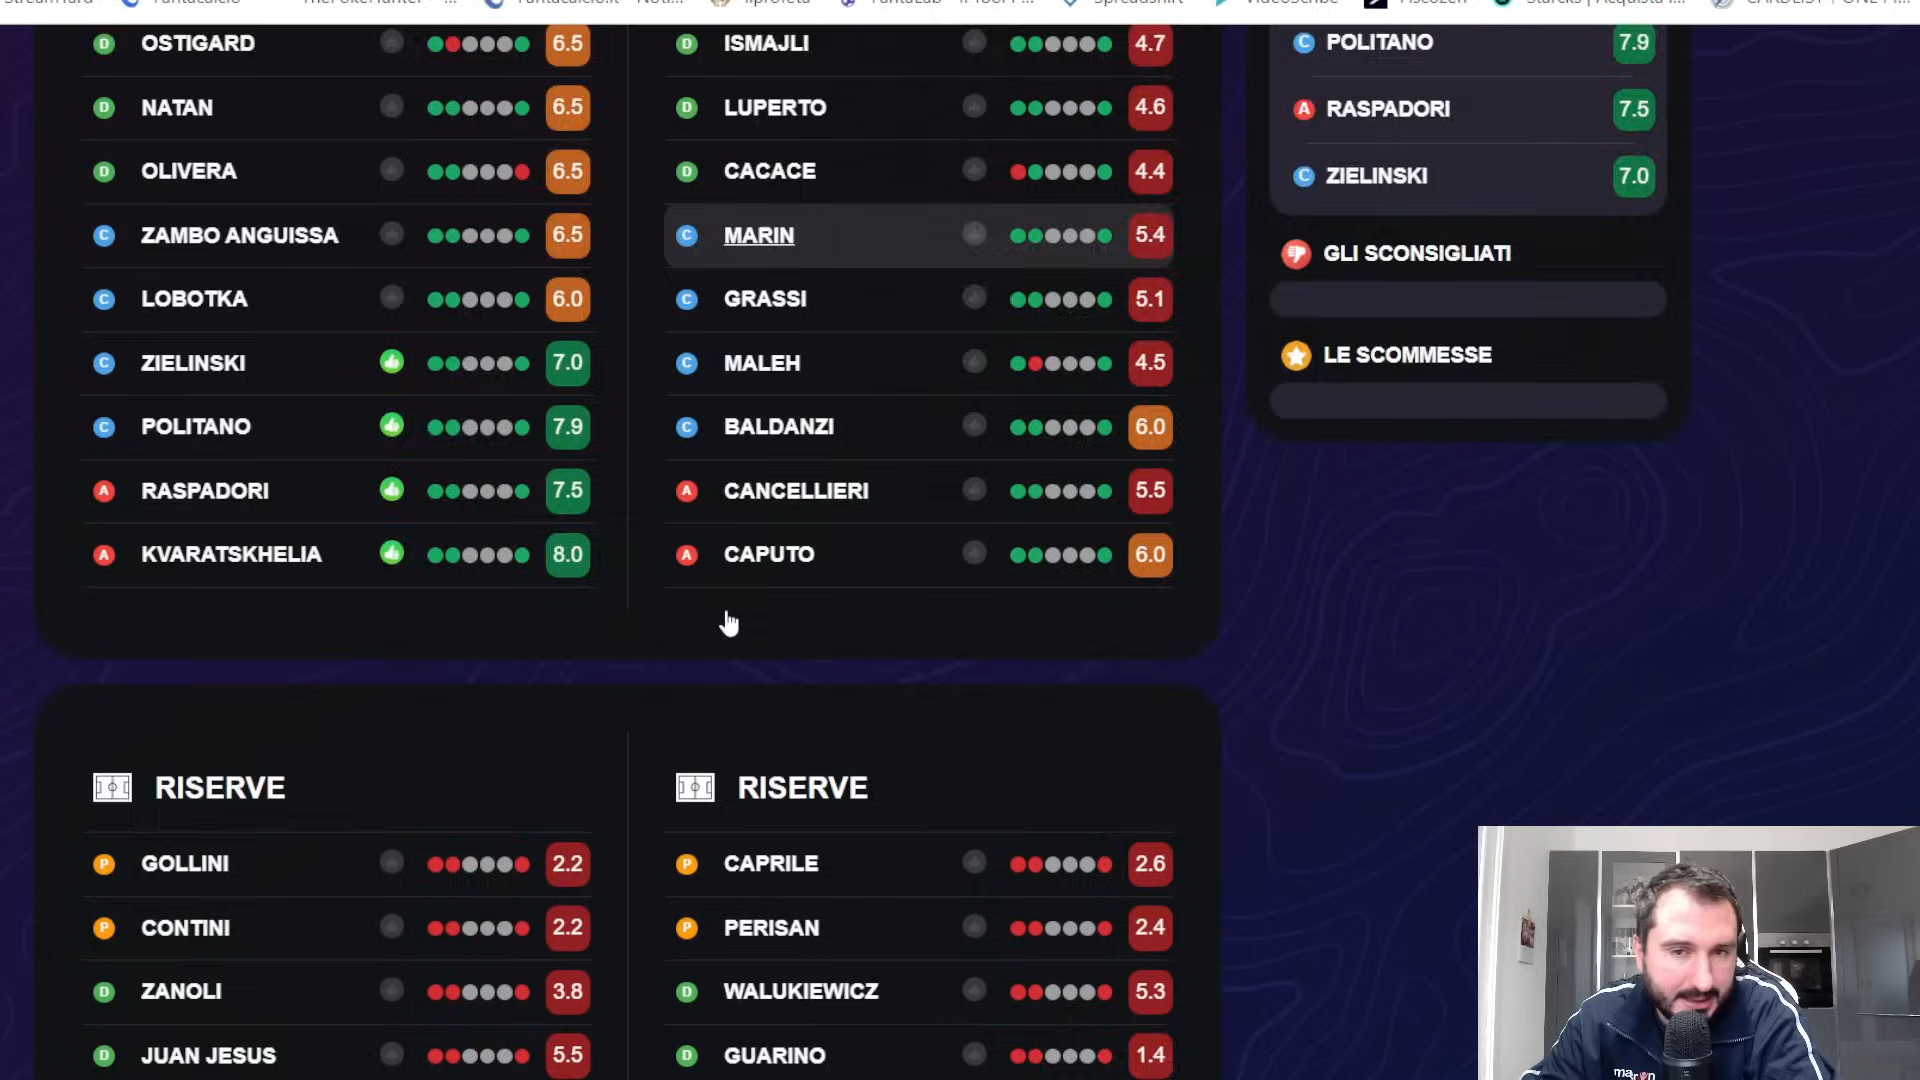 D OSTIGARD 6.5
D NATAN 6.5
D OLIVERA 6.5
C ZAMBO ANGUISSA 6.5
C LOBOTKA 6.0
C ZIELINSKI 7.0
C POLITANO 7.9
A RASPADORI 7.5
A KVARATSKHELIA 8.0
D ISMAJLI 4.7
D LUPERTO 4.6
D CACACE 4.4
C MARIN 5.4
C GRASSI 5.1
C MALEH 4.5
C BALDANZI 6.0
A CANCELLIERI 5.5
A CAPUTO 6.0
C POLITANO 7.9
A RASPADORI 7.5
C ZIELINSKI 7.0
GLI SCONSIGLIATI
LE SCOMMESSE
RISERVE
P GOLLINI 2.2
P CONTINI 2.2
D ZANOLI 3.8
D JUAN JESUS 5.5
RISERVE
P CAPRILE 2.6
P PERISAN 2.4
D WALUKIEWICZ 5.3
D GUARINO 1.4